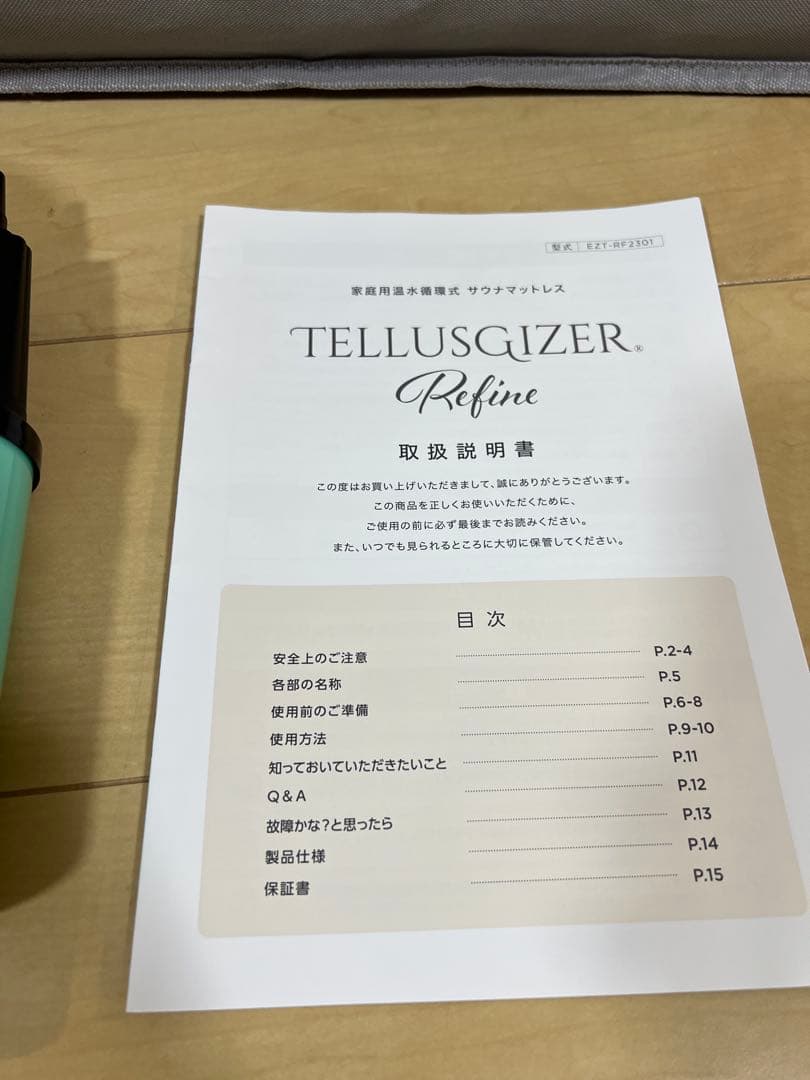 型式 EZT-RF2301
家庭用温水循環式 サウナマットレス
TELLUSGIZER®
Refine
取扱説明書
この度はお買い上げいただきまして、誠にありがとうございます。
この商品を正しくお使いいただくために、
ご使用の前に必ず最後までお読みください。
また、いつでも見られるところに大切に保管してください。
目次
安全上のご注意 P.2-4
各部の名称 P.5
使用前のご準備 P.6-8
使用方法 P.9-10
知っておいていただきたいこと P.11
Q&A P.12
故障かな?と思ったら P.13
製品仕様 P.14
保証書 P.15